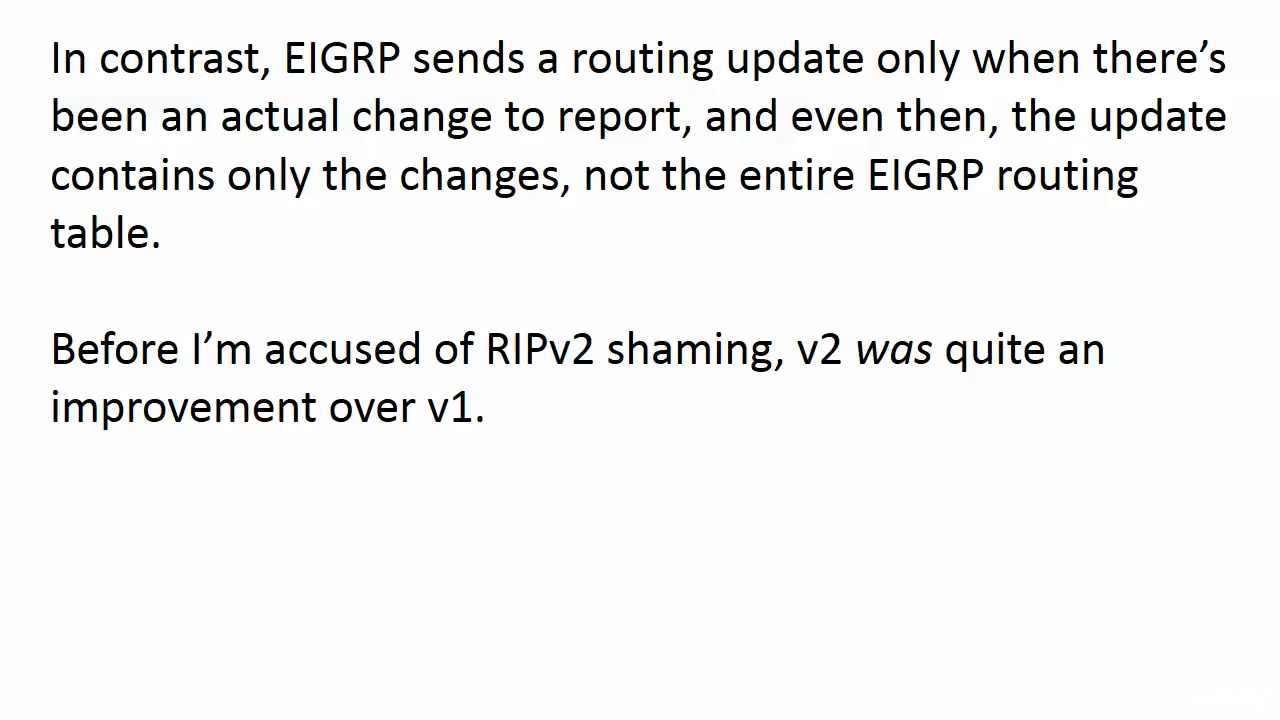 In contrast, EIGRP sends a routing update only when there’s
been an actual change to report, and even then, the update
contains only the changes, not the entire EIGRP routing
table.
Before I’m accused of RIPv2 shaming, v2 was quite an
improvement over v1.